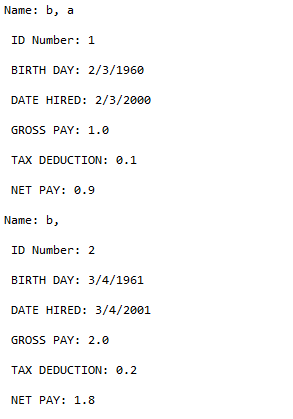 Name: b, a
ID Number: 1
BIRTH DAY: 2/3/1960
DATE HIRED: 2/3/2000
GROSS PAY: 1.0
TAX DEDUCTION: 0.1
NET PAY: 0.9
Name: b,
ID Number: 2
BIRTH DAY: 3/4/1961
DATE HIRED: 3/4/2001
GROSS PAY: 2.0
TAX DEDUCTION: 0.2
NET PAY: 1.8